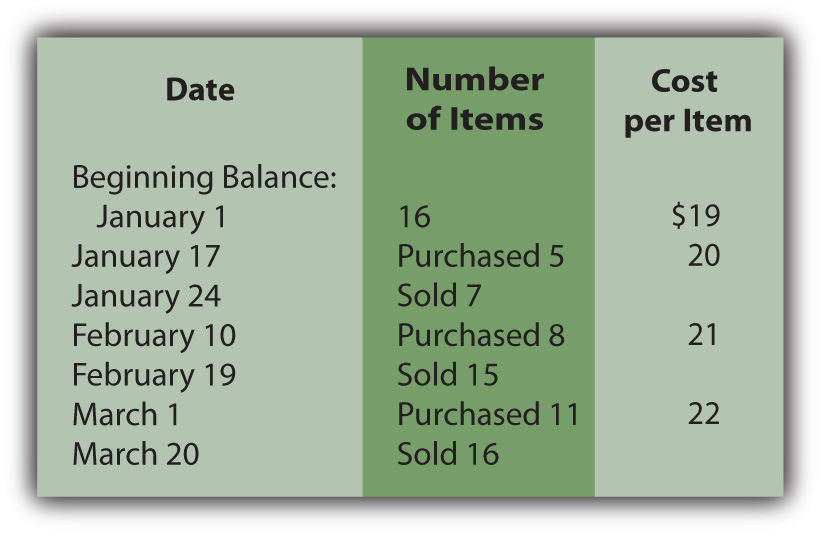 Date Number of Items Cost per Item
Beginning Balance:
January 1 16 $19
January 17 Purchased 5 20
January 24 Sold 7
February 10 Purchased 8 21
February 19 Sold 15
March 1 Purchased 11 22
March 20 Sold 16